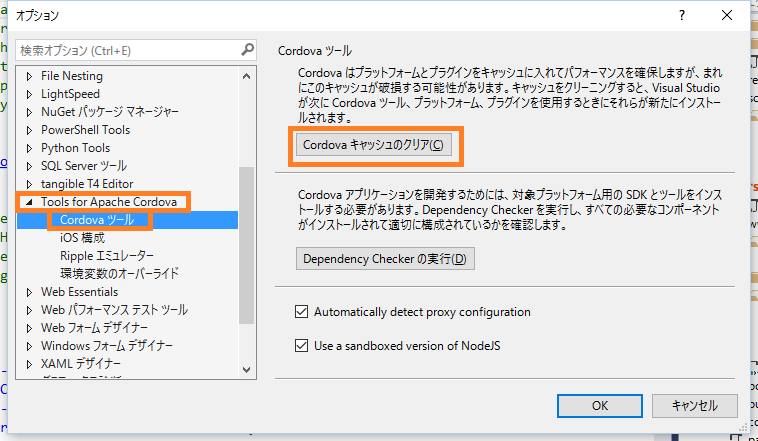 オプション
検索オプション (Ctrl+E)
File Nesting
LightSpeed
NuGet パッケージ マネージャー
PowerShell Tools
Python Tools
SQL Server ツール
tangible T4 Editor
Tools for Apache Cordova
Cordova ツール
iOS 構成
Ripple エミュレーター
環境変数のオーバーライド
Web Essentials
Web パフォーマンス テスト ツール
Web フォーム デザイナー
Windows フォーム デザイナー
XAML デザイナー
Cordova ツール
Cordova はプラットフォームとプラグインをキャッシュに入れてパフォーマンスを確保しますが、まれ
にこのキャッシュが破損する可能性があります。キャッシュをクリーニングすると、Visual Studio
が次に Cordova ツール、プラットフォーム、プラグインを使用するときにそれらが新たにインストー
ルされます。
Cordova キャッシュのクリア(C)
Cordova アプリケーションを開発するためには、対象プラットフォーム用の SDK とツールをインス
トールする必要があります。Dependency Checker を実行し、すべての必要なコンポーネント
がインストールされて適切に構成されているかを確認します。
Dependency Checker の実行(D)
Automatically detect proxy configuration
Use a sandboxed version of NodeJS
OK
キャンセル